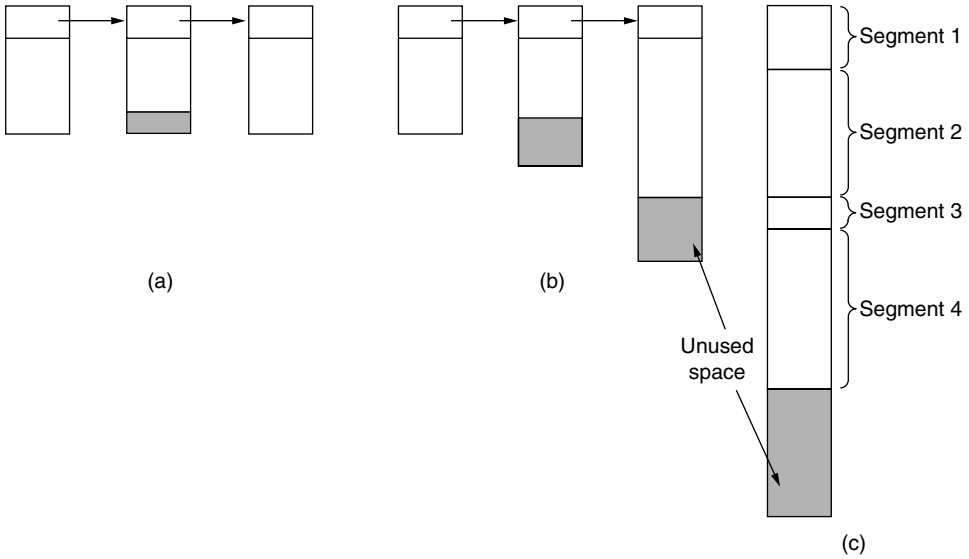 Segment 1
Segment 2
Segment 3
Segment 4
(a)
(b)
Unused
space
(c)